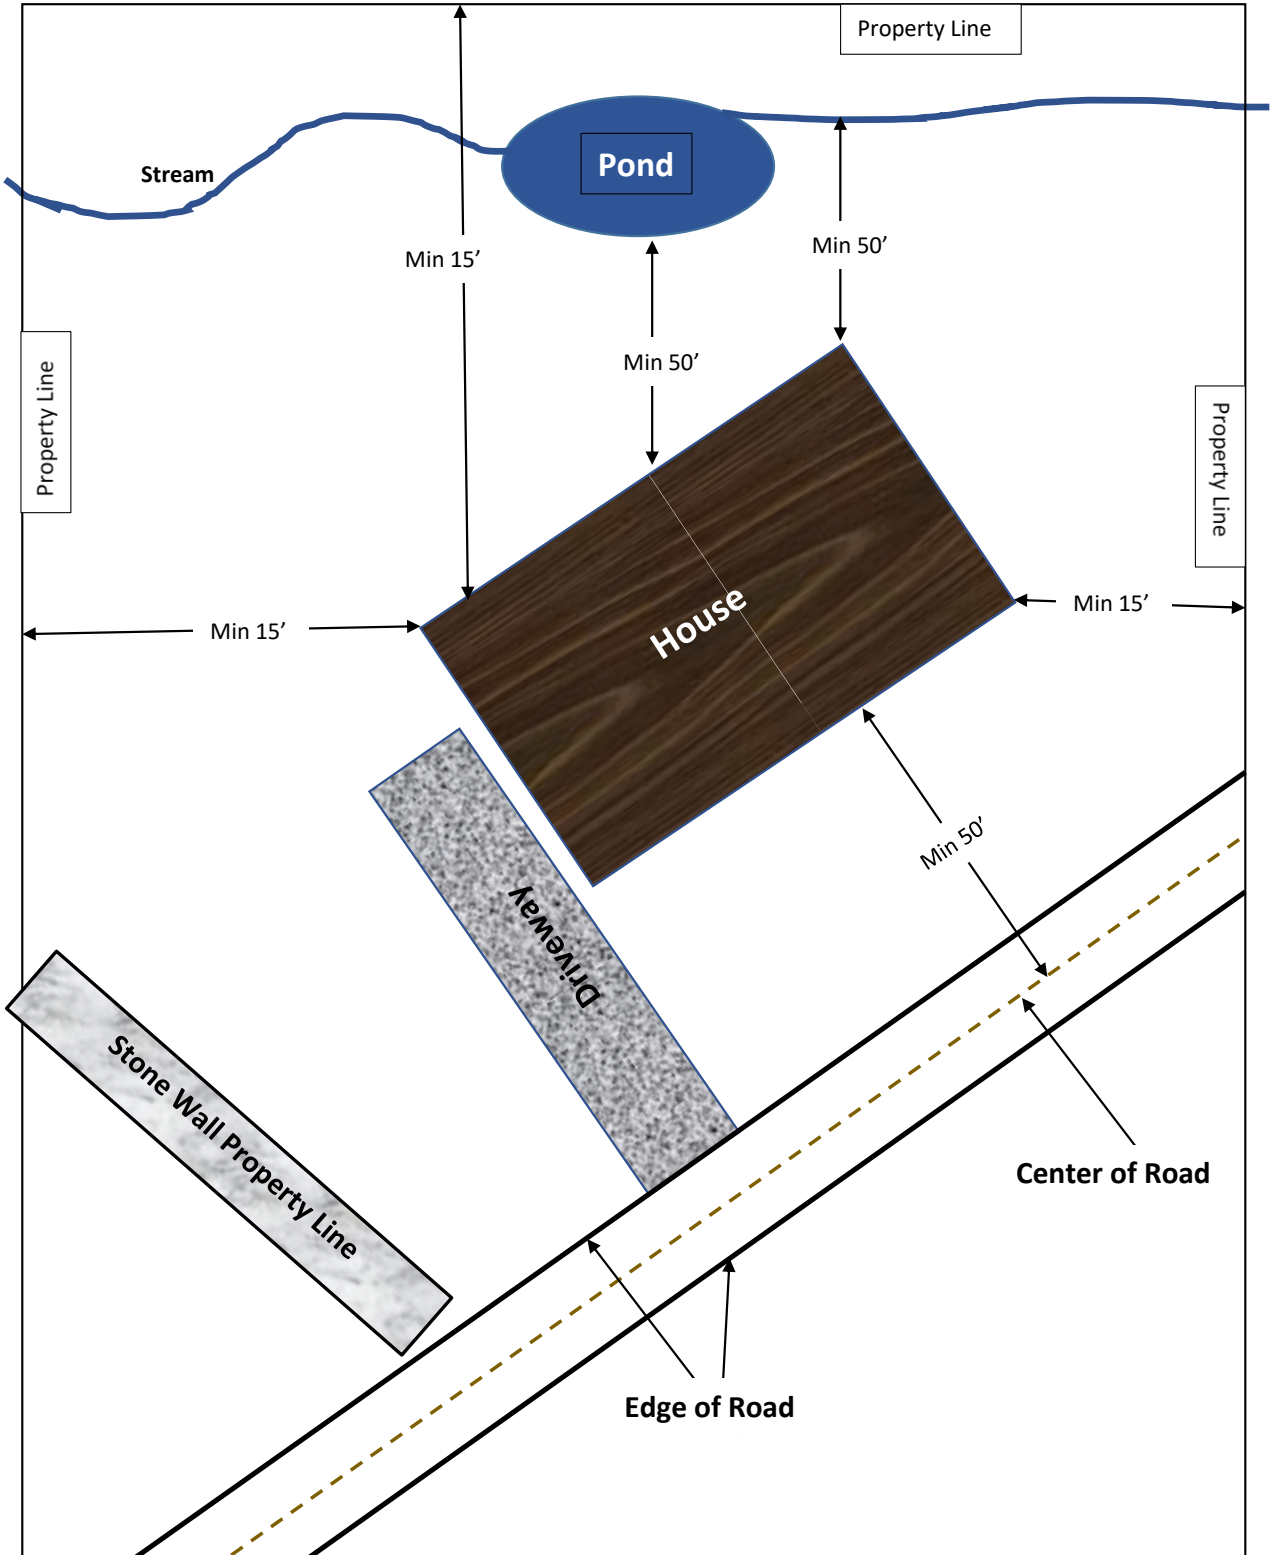 Property Line
Pond
Stream
Min 15’
Min 50’
Min 50’
Property Line
Property Line
House
Min 15’
Min 15’
Min 50’
Driveway
Stone Wall Property Line
Center of Road
Edge of Road